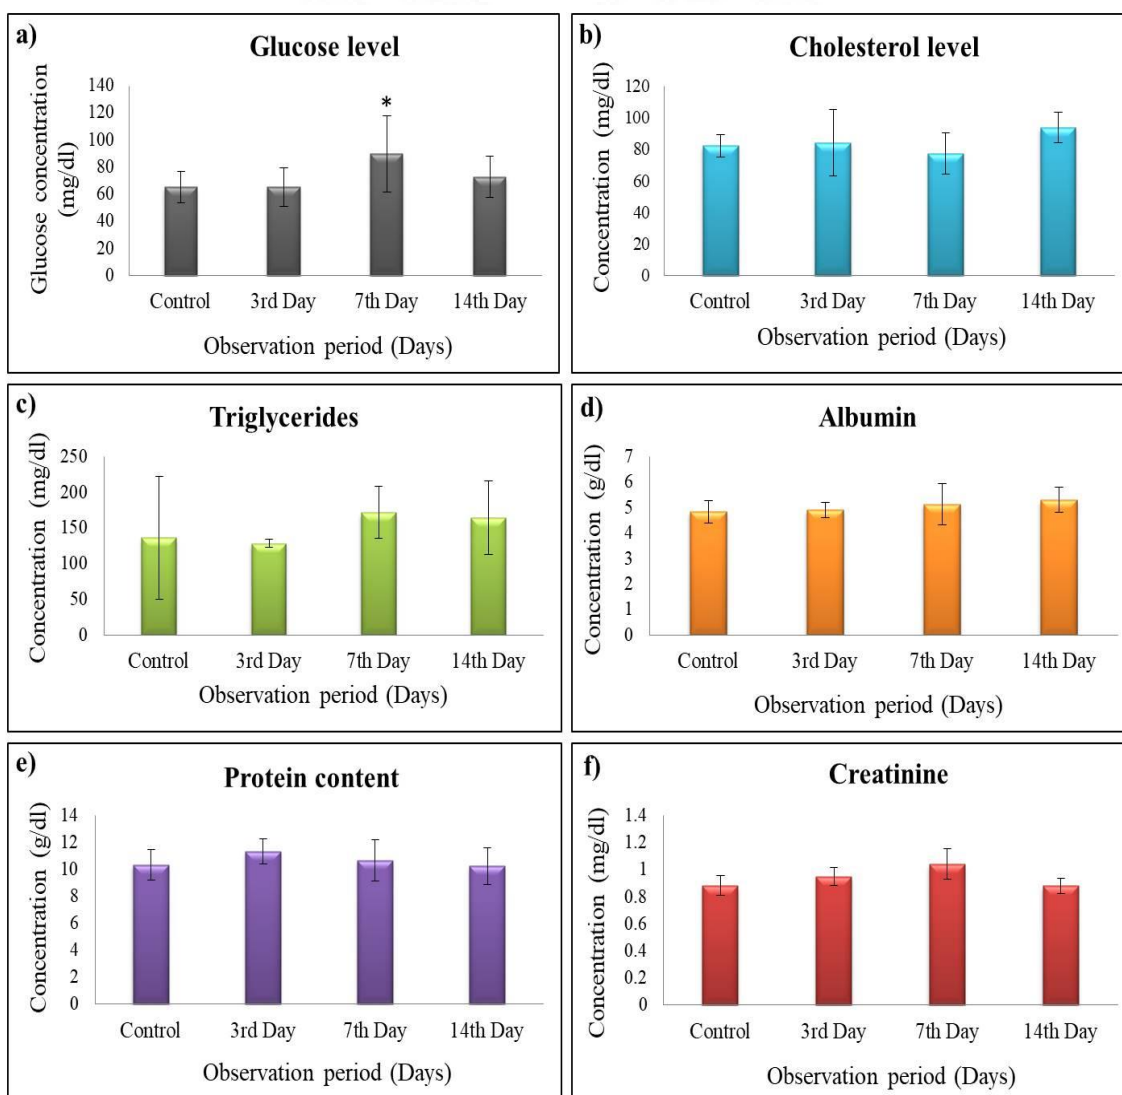 a)
Glucose level
Glucose concentration
(mg/dl)
140
120
100
80
60
40
20
0
*
Control 3rd Day 7th Day 14th Day
Observation period (Days)
b)
Cholesterol level
Concentration (mg/dl)
120
100
80
60
40
20
0
Control 3rd Day 7th Day 14th Day
Observation period (Days)
c)
Triglycerides
Concentration (mg/dl)
250
200
150
100
50
0
Control 3rd Day 7th Day 14th Day
Observation period (Days)
d)
Albumin
Concentration (g/dl)
7
6
5
4
3
2
1
0
Control 3rd Day 7th Day 14th Day
Observation period (Days)
e)
Protein content
Concentration (g/dl)
14
12
10
8
6
4
2
0
Control 3rd Day 7th Day 14th Day
Observation period (Days)
f)
Creatinine
Concentration (mg/dl)
1.4
1.2
1
0.8
0.6
0.4
0.2
0
Control 3rd Day 7th Day 14th Day
Observation period (Days)